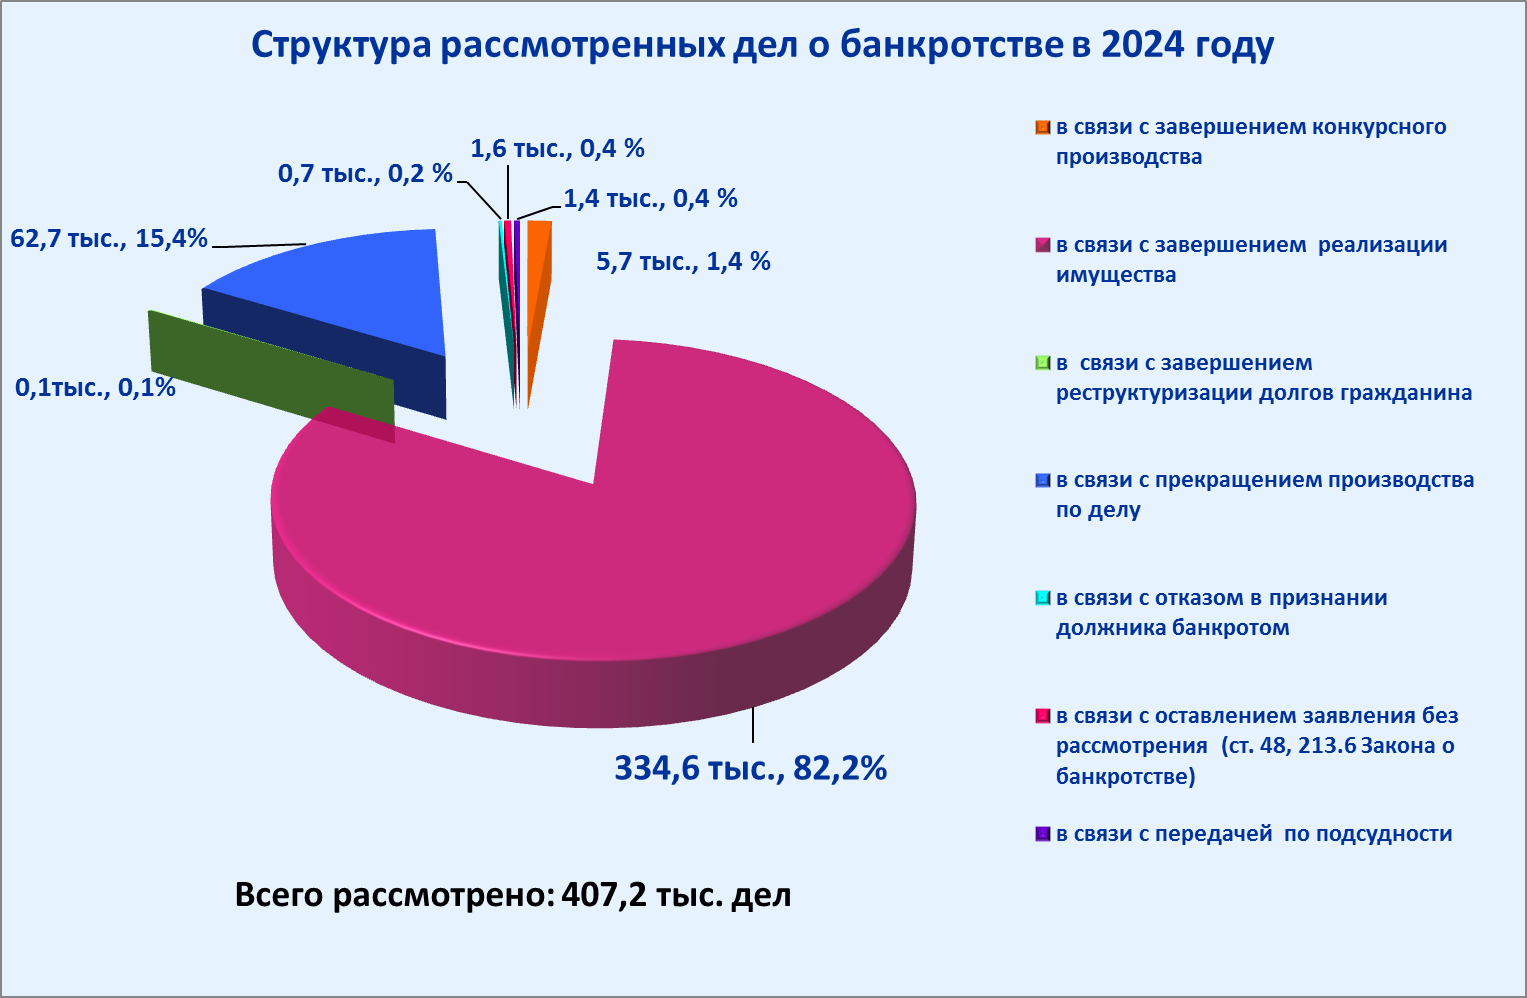 Структура рассмотренных дел о банкротстве в 2024 году
1,6 тыс., 0,4 %
0,7 тыс., 0,2 %
1,4 тыс., 0,4 %
62,7 тыс., 15,4%
5,7 тыс., 1,4 %
0,1тыс., 0,1%
334,6 тыс., 82,2%
Всего рассмотрено: 407,2 тыс. дел
в связи с завершением конкурсного
производства
в связи с завершением реализации
имущества
в связи с завершением
реструктуризации долгов гражданина
в связи с прекращением производства
по делу
в связи с отказом в признании
должника банкротом
в связи с оставлением заявления без
рассмотрения (ст. 48, 213.6 Закона о
банкротстве)
в связи с передачей по подсудности